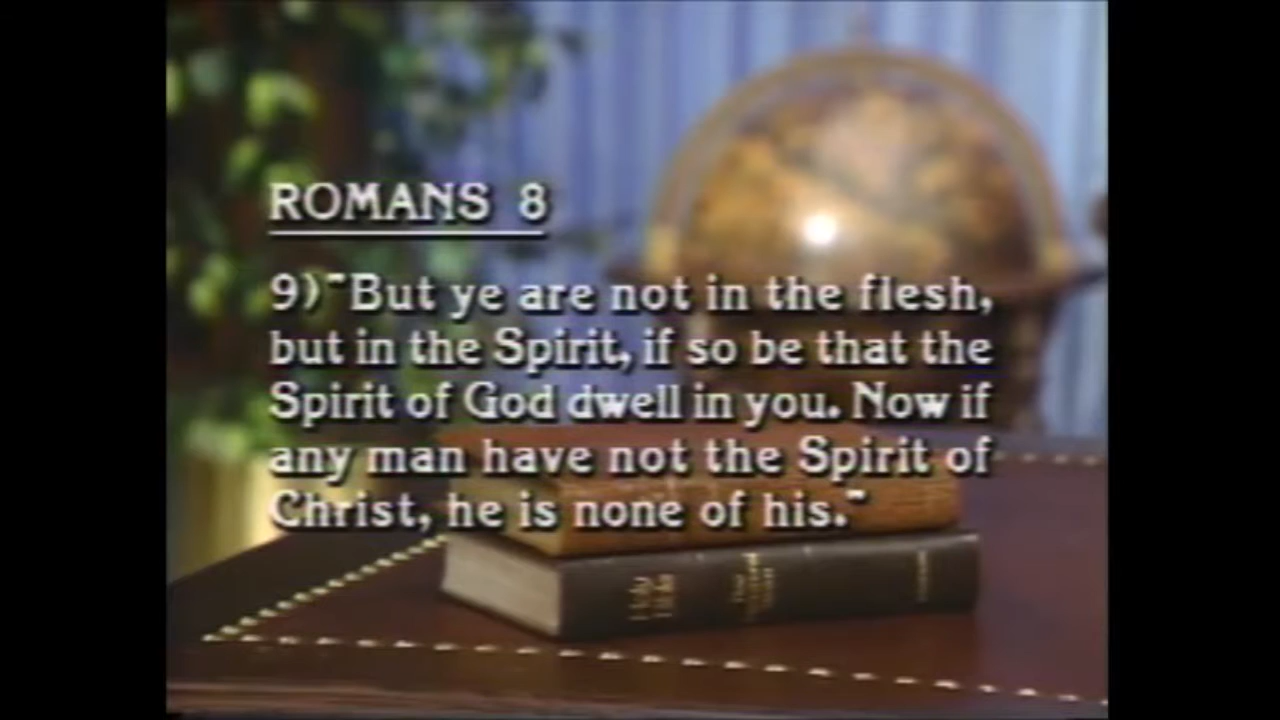 ROMANS 8
9)"But ye are not in the flesh,
but in the Spirit, if so be that the
Spirit of God dwell in you. Now if
any man have not the Spirit of
Christ, he is none of his."
Holy
Bible